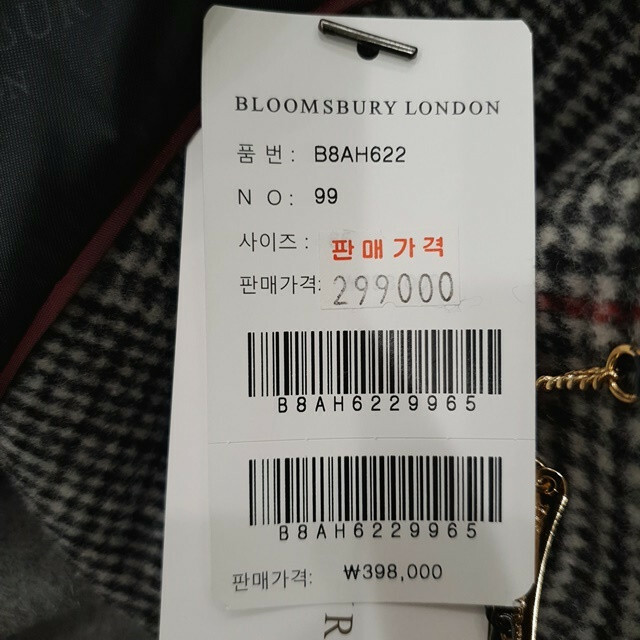 BLOOMSBURY LONDON
품 번 : B8AH622
N O : 99
사이즈 :
판매가격
판매가격: 299000
B8AH6229965
B8AH6229965
판매가격: ₩398,000